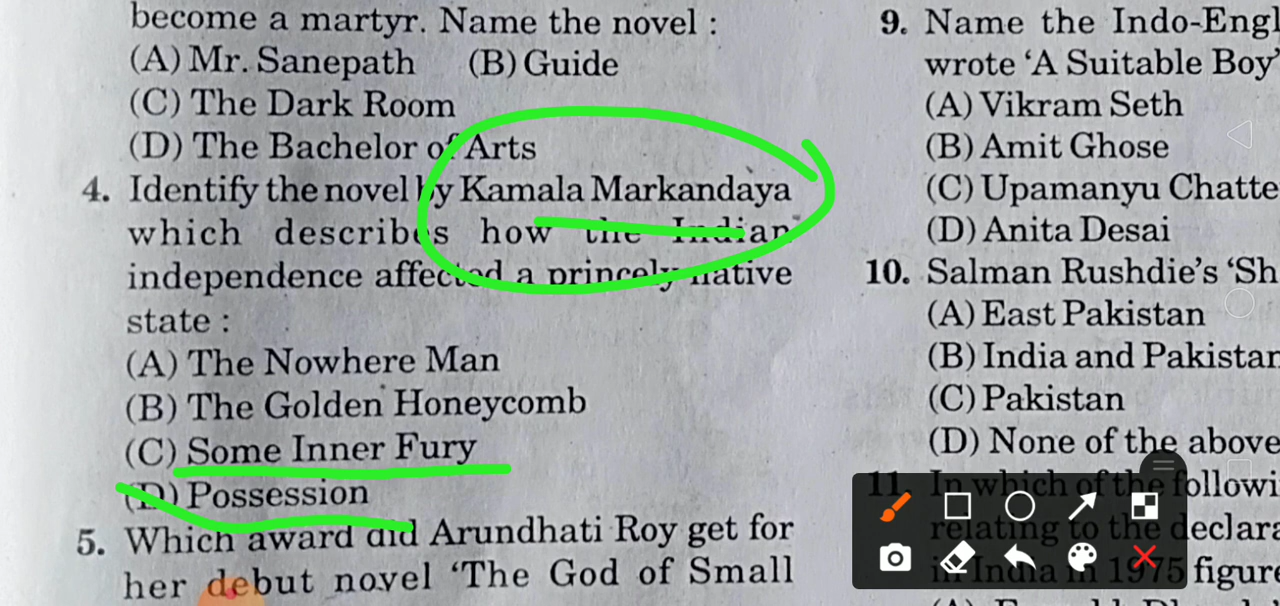 become a martyr. Name the novel :
(A) Mr. Sanepath (B) Guide
(C) The Dark Room
(D) The Bachelor of Arts
4. Identify the novel by Kamala Markandaya
which describes how the Indian
independence affected a princely native
state :
(A) The Nowhere Man
(B) The Golden Honeycomb
(C) Some Inner Fury
(D) Possession
5. Which award did Arundhati Roy get for
her debut novel 'The God of Small
9. Name the Indo-Engl
wrote 'A Suitable Boy'
(A) Vikram Seth
(B) Amit Ghose
(C) Upamanyu Chatte
(D) Anita Desai
10. Salman Rushdie's 'Sh
(A) East Pakistan
(B) India and Pakistan
(C) Pakistan
(D) None of the above
11. In which of the followi
relating to the declara
in India in 1975 figure